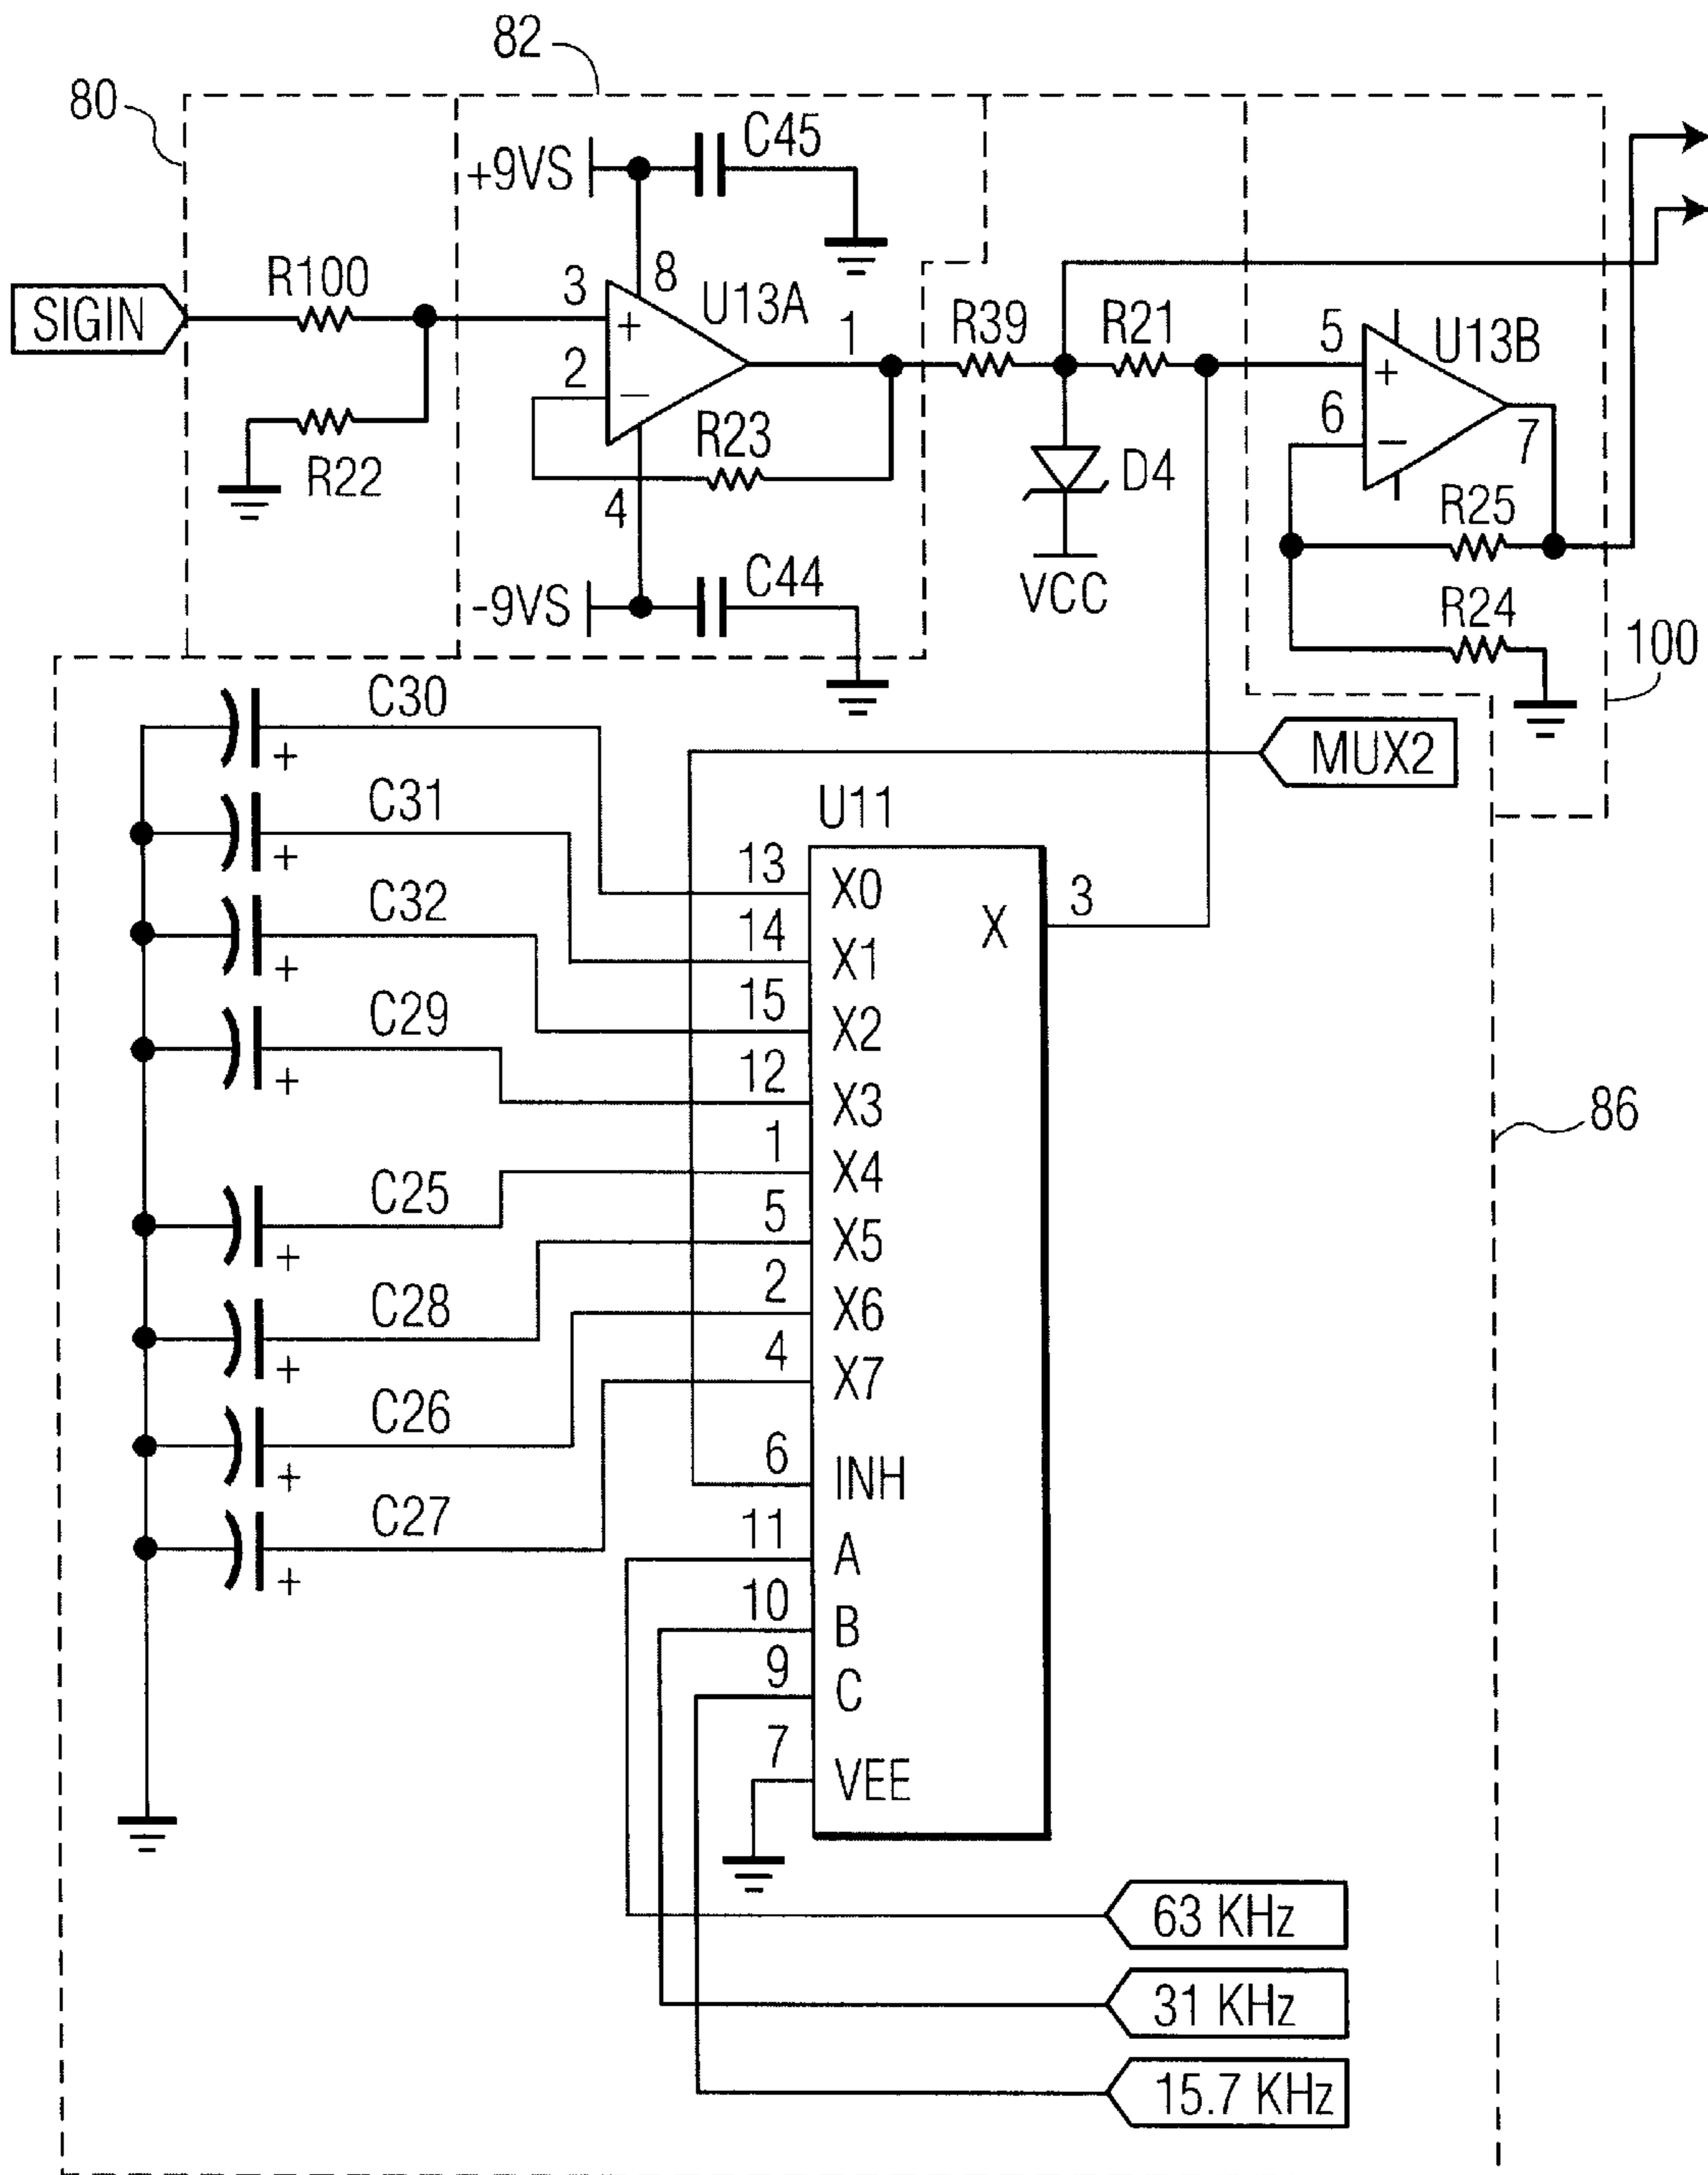 82
80
+9VS
C45
SIGIN
R100
R22
3
8
U13A
+
2
−
1
R23
4
-9VS
C44
R39
R21
D4
VCC
5
U13B
+
6
−
7
R25
R24
100
MUX2
C30
+
C31
+
C32
+
C29
+
C25
+
C28
+
C26
+
C27
+
U11
13 X0
14 X1
15 X2
12 X3
1 X4
5 X5
2 X6
4 X7
6 INH
11 A
10 B
9 C
7 VEE
X 3
86
63 KHz
31 KHz
15.7 KHz